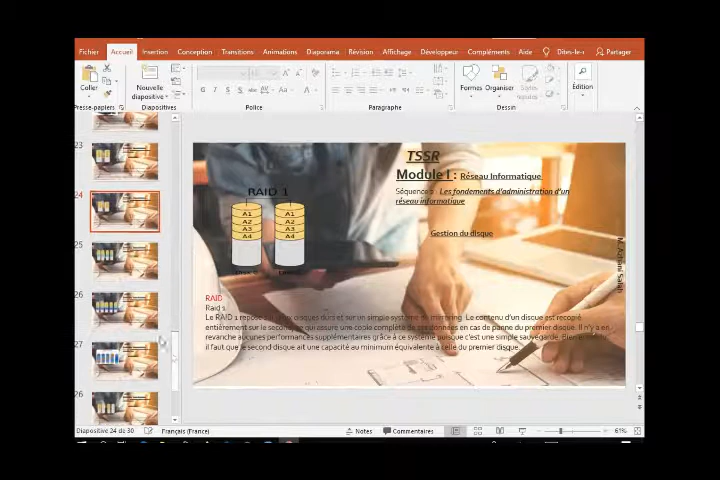 Fichier Accueil Insertion Conception Transitions Animations Diaporama Révision Affichage Développeur Compléments Aide Dites-le- Partager
Coller
Nouvelle diapositive
G I S
Formes Organiser Styles rapides
Édition
Presse-papiers Diapositives Police Paragraphe Dessin
23
24
25
26
27
TSSR
Module I : Réseau Informatique
Séquence 2 : Les fondements d'administration d'un
réseau informatique
Gestion du disque
RAID 1
A1 A1
A2 A2
A3 A3
A4 A4
RAID
Raid 1
Le RAID 1 repose sur deux disques durs et sur un simple système de mirroring. Le contenu d'un disque est recopié
entièrement sur le second, ce qui assure une copie complète des données en cas de panne du premier disque. Il n'y a en
revanche aucunes performances supplémentaires grâce à ce système puisque c'est une simple sauvegarde.
il faut que le second disque ait une capacité au minimum équivalente à celle du premier disque.
Diapositive 24 de 30 Français (France) Notes Commentaires 61%